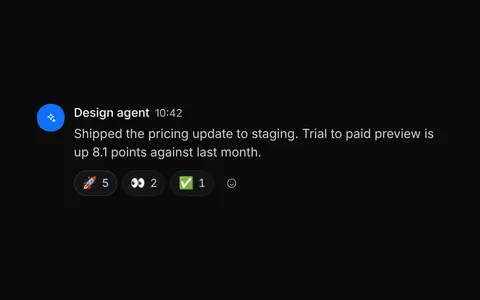 Design agent 10:42
Shipped the pricing update to staging. Trial to paid preview is
up 8.1 points against last month.
🚀 5 👀 2 ✅ 1